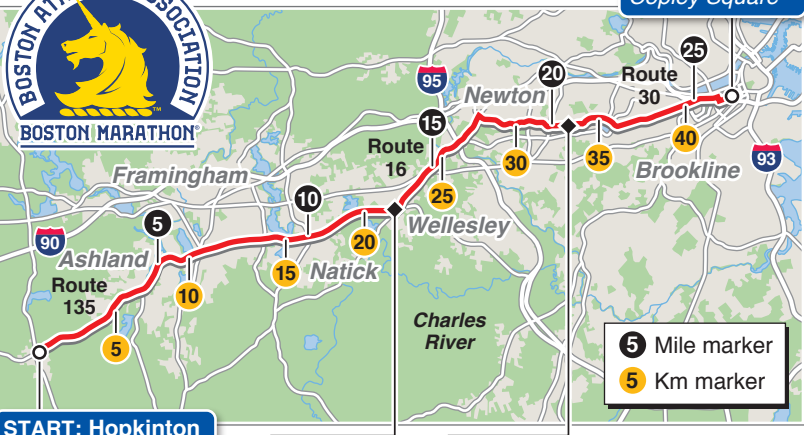 BOSTON ATHLETIC ASSOCIATION
BOSTON MARATHON®
Copley Square
95
Newton
20
25
Route
30
15
Route
16
30
35
40
Brookline
93
Framingham
25
10
Wellesley
5
20
90
Ashland
15
Natick
Route
135
10
5
Charles
River
5 Mile marker
5 Km marker
START: Hopkinton